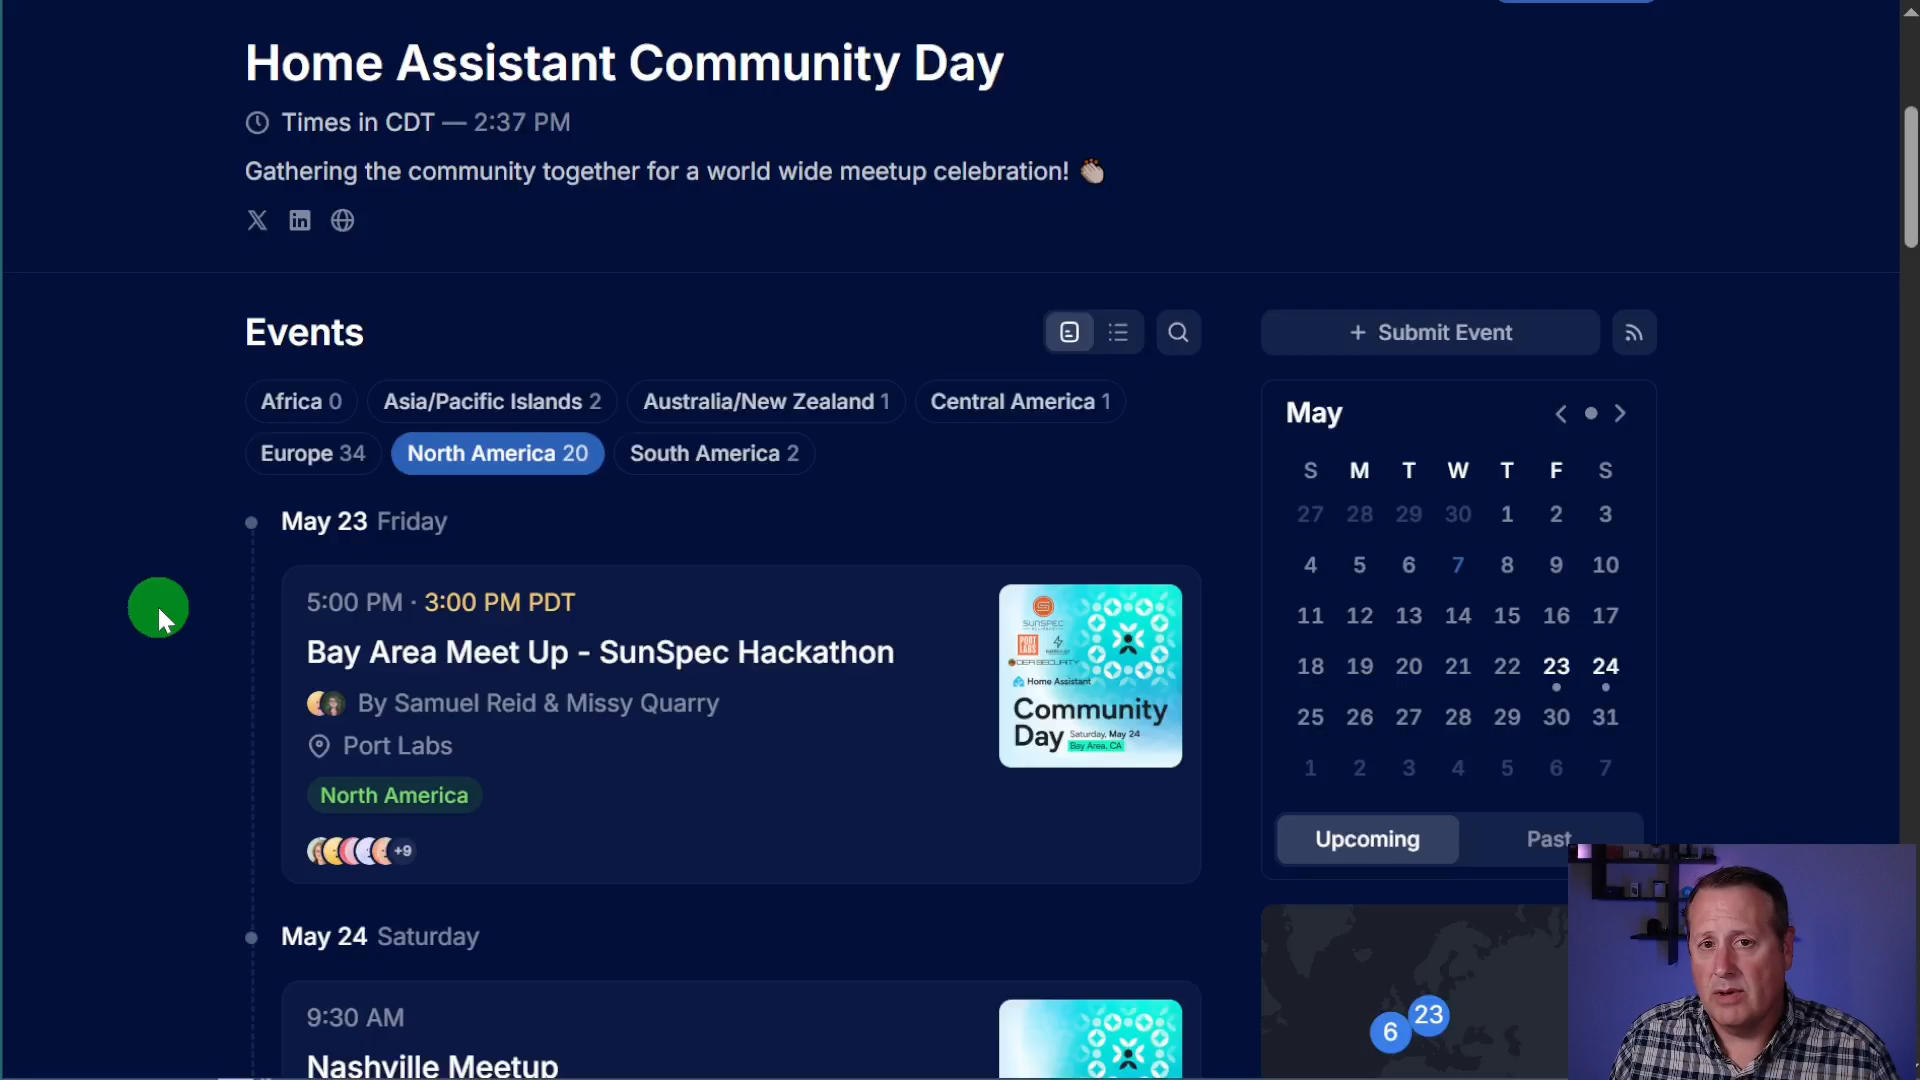 Home Assistant Community Day
Times in CDT — 2:37 PM
Gathering the community together for a world wide meetup celebration! 👏🏼
Events
+ Submit Event
Africa 0
Asia/Pacific Islands 2
Australia/New Zealand 1
Central America 1
Europe 34
North America 20
South America 2
May 23 Friday
5:00 PM · 3:00 PM PDT
Bay Area Meet Up - SunSpec Hackathon
By Samuel Reid & Missy Quarry
Port Labs
North America
+9
SUNSPEC
PORT
LABS
DER SECURITY
Home Assistant
Community
Day
Saturday, May 24
Bay Area, CA
May 24 Saturday
9:30 AM
Nashville Meetup
May
S M T W T F S
27 28 29 30 1 2 3
4 5 6 7 8 9 10
11 12 13 14 15 16 17
18 19 20 21 22 23 24
25 26 27 28 29 30 31
1 2 3 4 5 6 7
Upcoming
Past
6
23